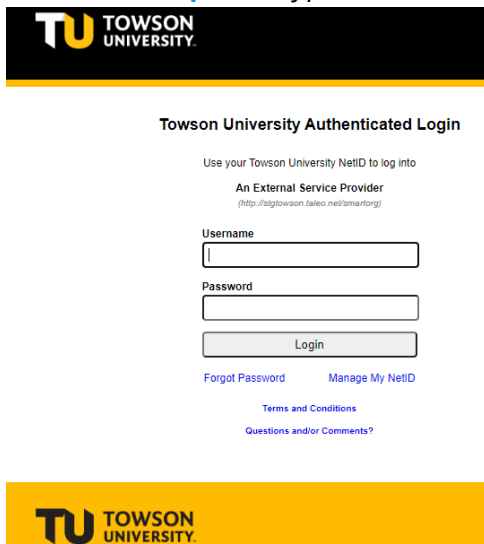 TU TOWSON
UNIVERSITY.
Towson University Authenticated Login
Use your Towson University NetID to log into
An External Service Provider
(http://stgtowson.taleo.net/smartorg)
Username
Password
Login
Forgot Password Manage My NetID
Terms and Conditions
Questions and/or Comments?
TU TOWSON
UNIVERSITY.